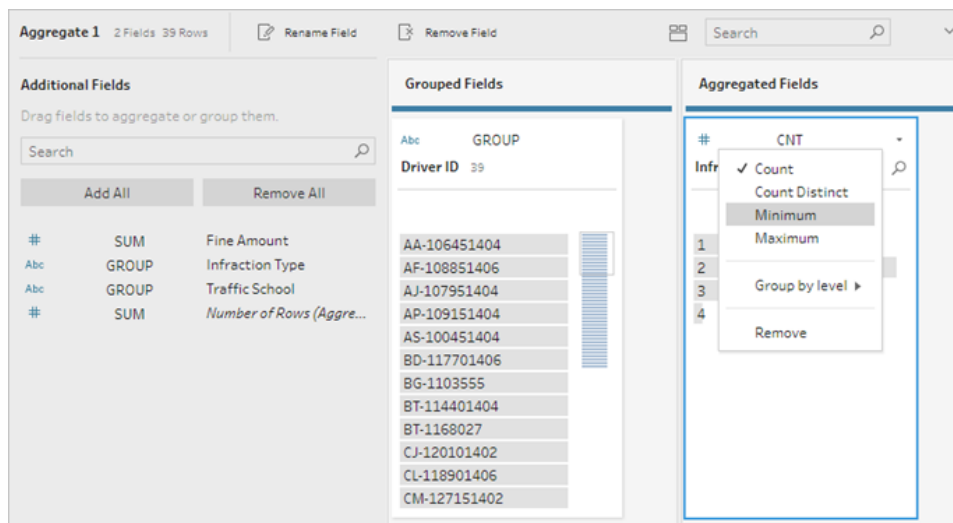 Aggregate 1 2 Fields 39 Rows Rename Field Remove Field Search
Additional Fields
Drag fields to aggregate or group them.
Search
Add All Remove All
# SUM Fine Amount
Abc GROUP Infraction Type
Abc GROUP Traffic School
# SUM Number of Rows (Aggre...
Grouped Fields
Abc GROUP
Driver ID 39
AA-106451404
AF-108851406
AJ-107951404
AP-109151404
AS-100451404
BD-117701406
BG-1103555
BT-114401404
BT-1168027
CJ-120101402
CL-118901406
CM-127151402
Aggregated Fields
# CNT
Infr
1
2
3
4
✓ Count
Count Distinct
Minimum
Maximum
Group by level
Remove